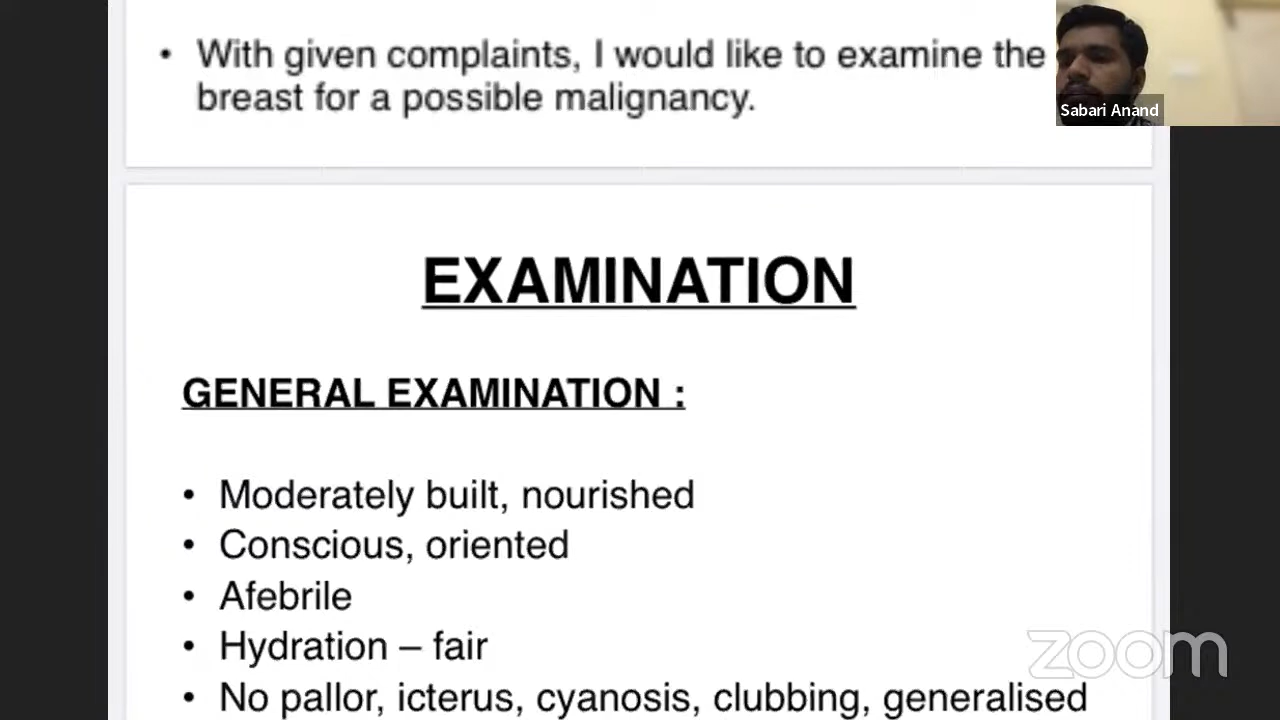 • With given complaints, I would like to examine the
breast for a possible malignancy.
Sabari Anand
EXAMINATION
GENERAL EXAMINATION :
• Moderately built, nourished
• Conscious, oriented
• Afebrile
• Hydration – fair
• No pallor, icterus, cyanosis, clubbing, generalised
zoom